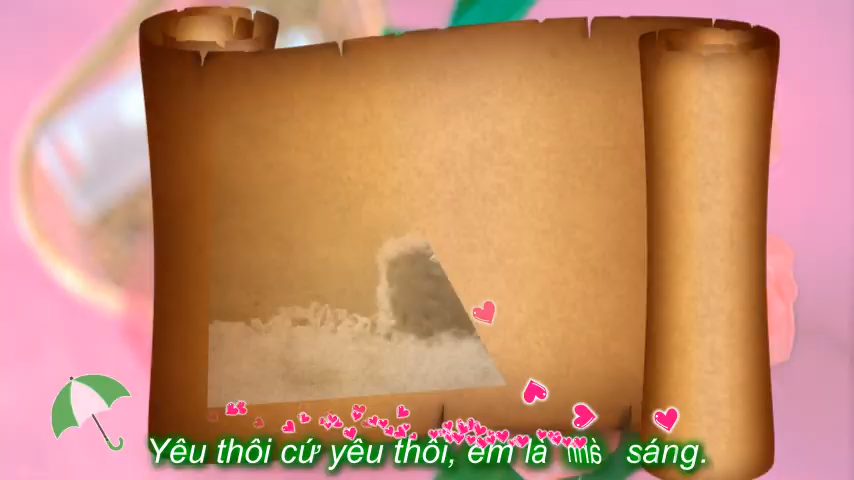 Yêu thôi cứ yêu thôi, em là sáng.